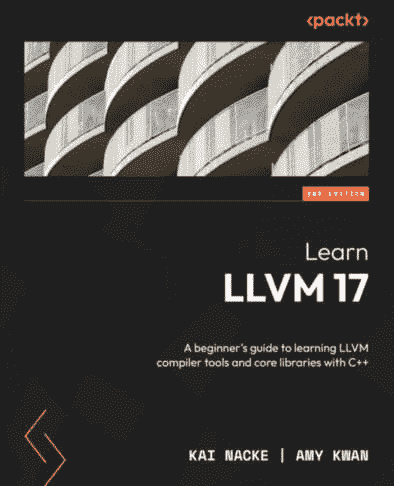 <packt>
Learn
LLVM 17
A beginner's guide to learning LLVM
compiler tools and core libraries with C++
KAI NACKE | AMY KWAN